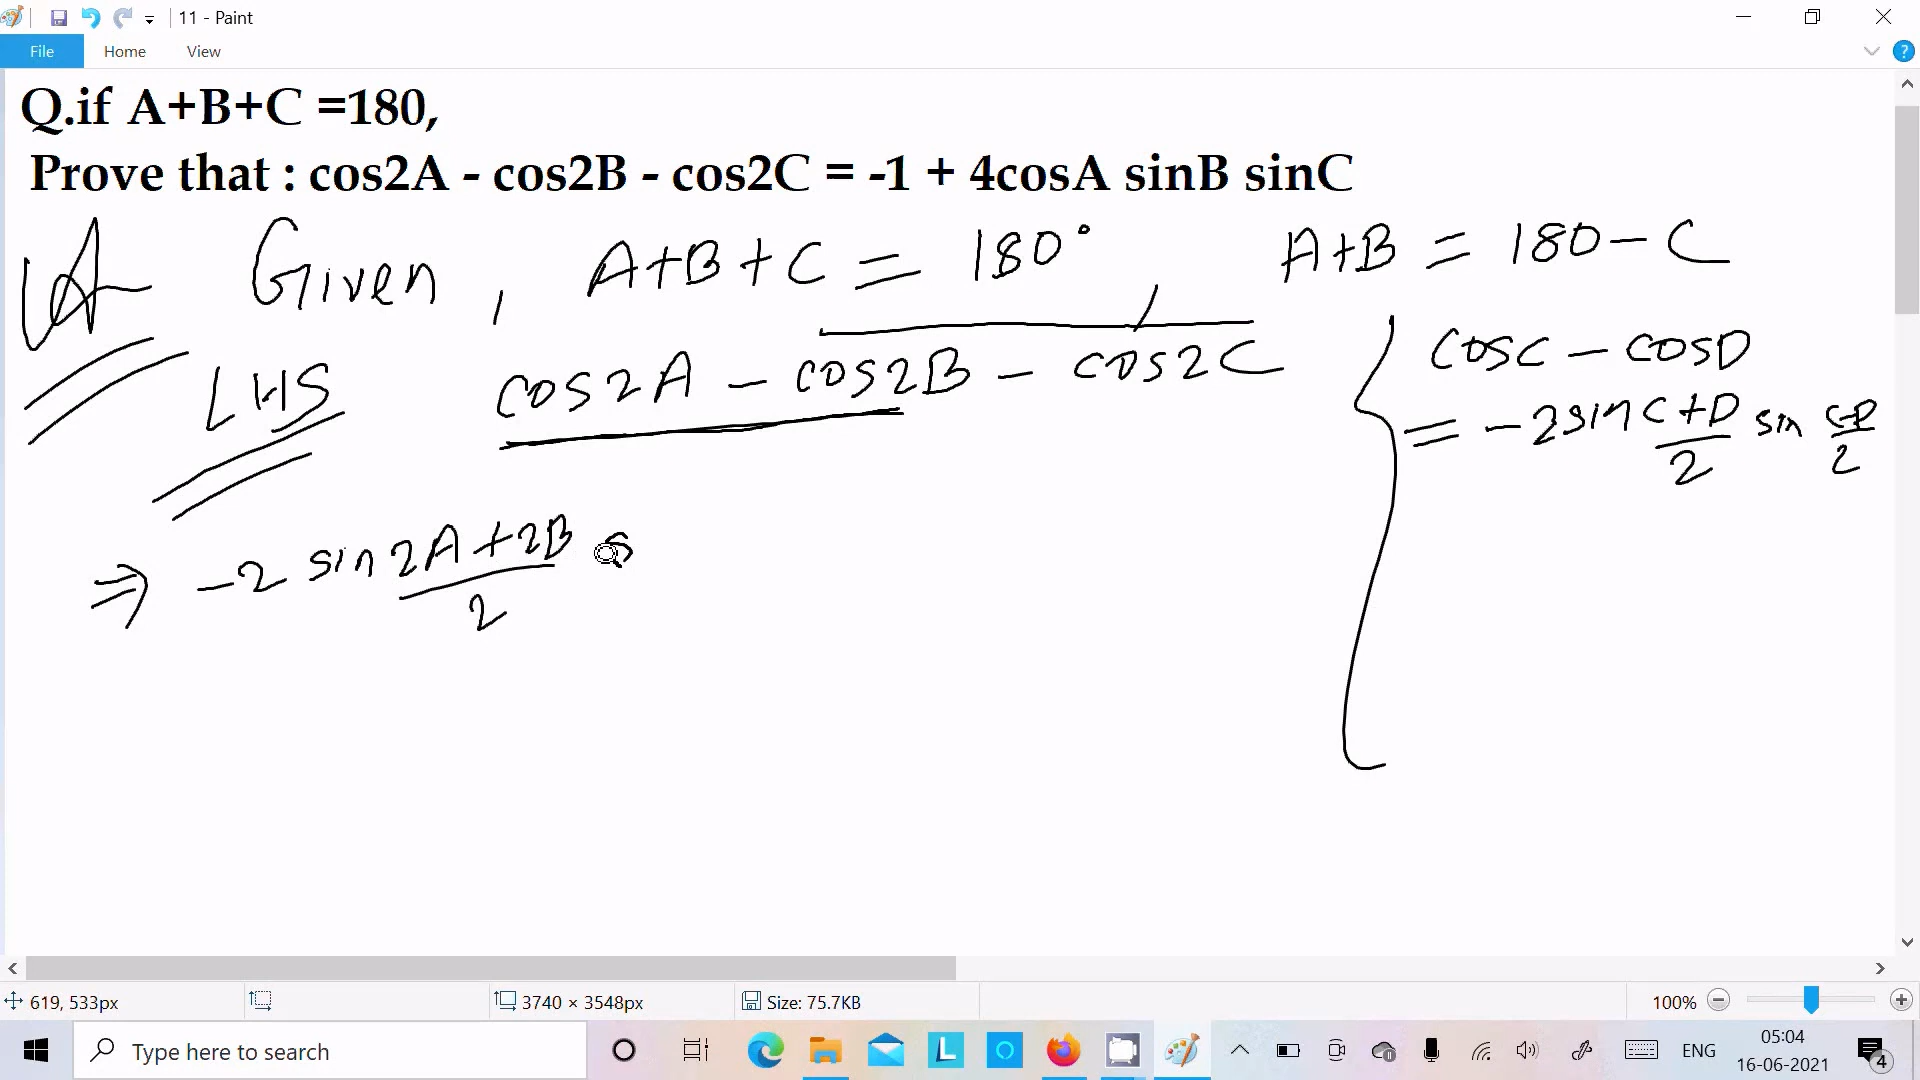 11 - Paint
File Home View
Q.if A+B+C =180,
Prove that : cos2A - cos2B - cos2C = -1 + 4cosA sinB sinC
Given, A+B+C = 180°, A+B = 180-C
LHS cos2A - cos2B - cos2C
cosC - cosD
= -2sin C+D/2 sin C-D/2
⇒ -2 sin 2A+2B/2 s
619, 533px 3740 × 3548px Size: 75.7KB 100%
Type here to search
ENG
05:04
16-06-2021
4